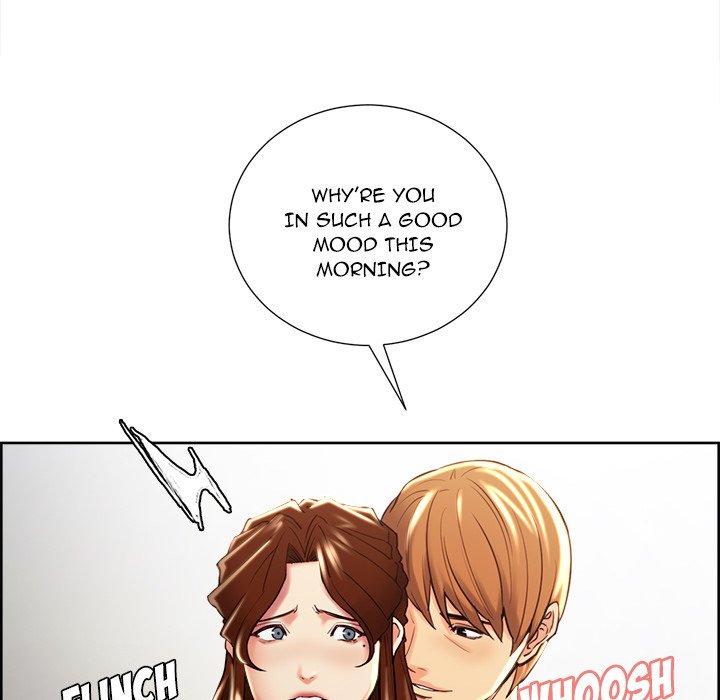 WHY'RE YOU
IN SUCH A GOOD
MOOD THIS
MORNING?
FLINCH
WHOOSH